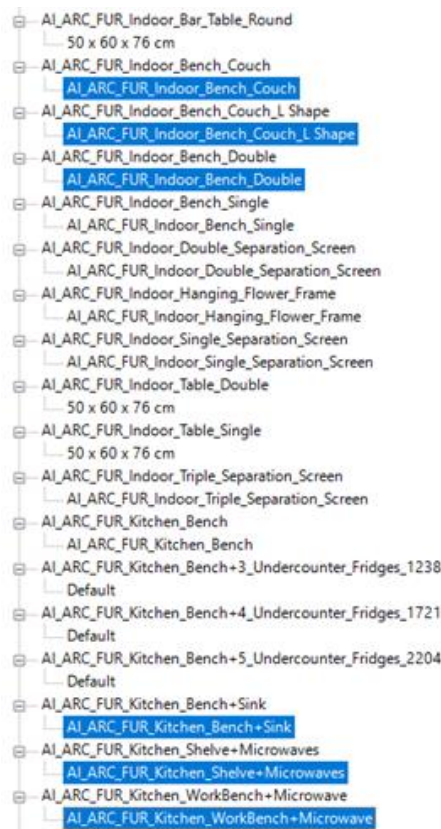 AI_ARC_FUR_Indoor_Bar_Table_Round
50 x 60 x 76 cm
AI_ARC_FUR_Indoor_Bench_Couch
AI_ARC_FUR_Indoor_Bench_Couch
AI_ARC_FUR_Indoor_Bench_Couch_L Shape
AI_ARC_FUR_Indoor_Bench_Couch_L Shape
AI_ARC_FUR_Indoor_Bench_Double
AI_ARC_FUR_Indoor_Bench_Double
AI_ARC_FUR_Indoor_Bench_Single
AI_ARC_FUR_Indoor_Bench_Single
AI_ARC_FUR_Indoor_Double_Separation_Screen
AI_ARC_FUR_Indoor_Double_Separation_Screen
AI_ARC_FUR_Indoor_Hanging_Flower_Frame
AI_ARC_FUR_Indoor_Hanging_Flower_Frame
AI_ARC_FUR_Indoor_Single_Separation_Screen
AI_ARC_FUR_Indoor_Single_Separation_Screen
AI_ARC_FUR_Indoor_Table_Double
50 x 60 x 76 cm
AI_ARC_FUR_Indoor_Table_Single
50 x 60 x 76 cm
AI_ARC_FUR_Indoor_Triple_Separation_Screen
AI_ARC_FUR_Indoor_Triple_Separation_Screen
AI_ARC_FUR_Kitchen_Bench
AI_ARC_FUR_Kitchen_Bench
AI_ARC_FUR_Kitchen_Bench+3_Undercounter_Fridges_1238
Default
AI_ARC_FUR_Kitchen_Bench+4_Undercounter_Fridges_1721
Default
AI_ARC_FUR_Kitchen_Bench+5_Undercounter_Fridges_2204
Default
AI_ARC_FUR_Kitchen_Bench+Sink
AI_ARC_FUR_Kitchen_Bench+Sink
AI_ARC_FUR_Kitchen_Shelve+Microwaves
AI_ARC_FUR_Kitchen_Shelve+Microwaves
AI_ARC_FUR_Kitchen_WorkBench+Microwave
AI_ARC_FUR_Kitchen_WorkBench+Microwave